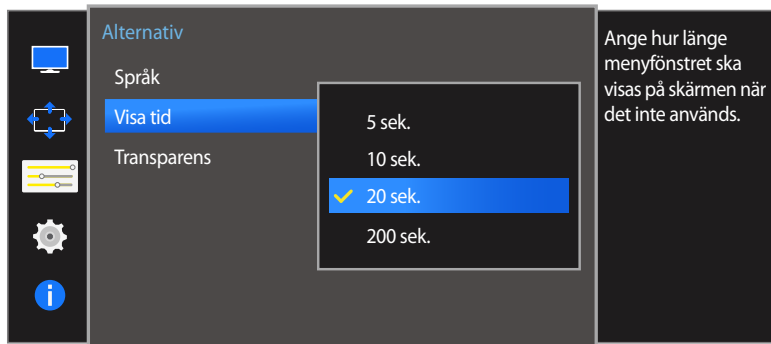 Alternativ
Språk
Visa tid
Transparens
5 sek.
10 sek.
20 sek.
200 sek.
Ange hur länge
menyfönstret ska
visas på skärmen när
det inte används.